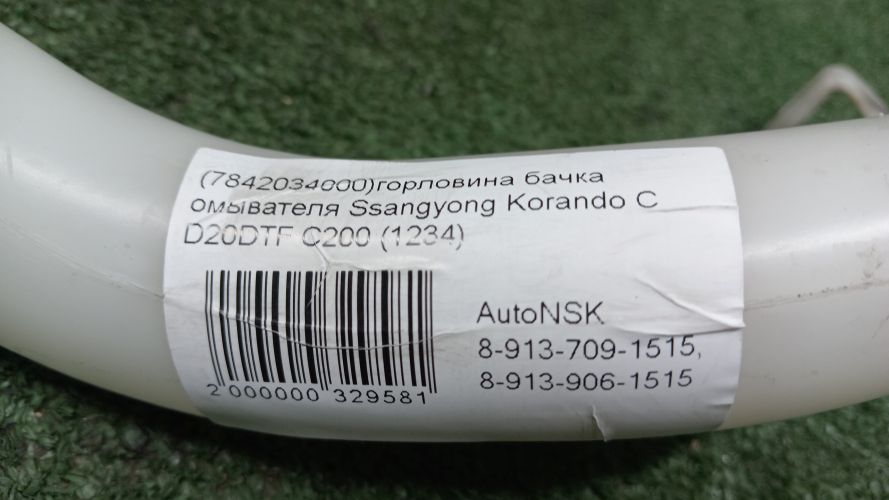 (7842034000)горловина бачка
омывателя Ssangyong Korando C
D20DTF C200 (1234)
AutoNSK
8-913-709-1515,
8-913-906-1515
2 000000 329581